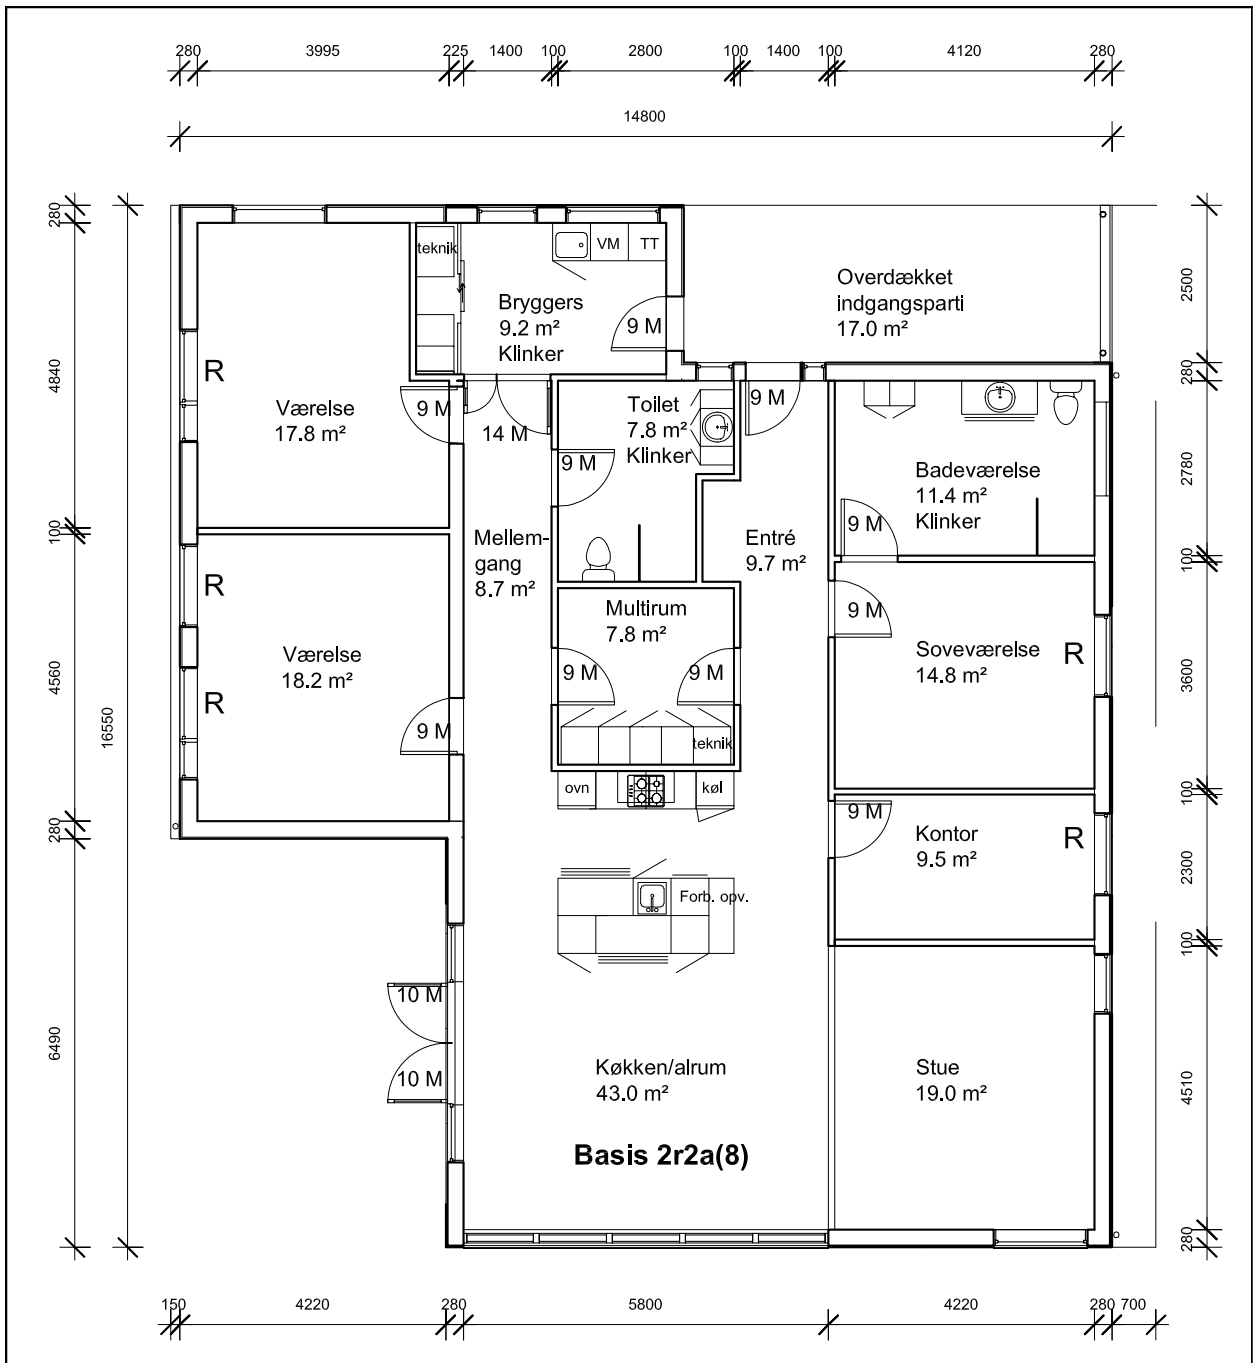 280 3995 225 1400 100 2800 100 1400 100 4120 280
14800
280
4840
100
4560
280
6490
16550
2500
280
2780
100
3600
100
2300
100
4510
280
teknik
VM TT
Bryggers
9.2 m²
Klinker
9 M
Overdækket
indgangsparti
17.0 m²
R
Værelse
17.8 m²
9 M
14 M
Toilet
7.8 m²
Klinker
9 M
9 M
Badeværelse
11.4 m²
Klinker
9 M
Mellem-
gang
8.7 m²
Entré
9.7 m²
R
Værelse
18.2 m²
R
9 M
Multirum
7.8 m²
9 M
9 M
teknik
9 M
Soveværelse
14.8 m²
R
ovn
køl
9 M
Kontor
9.5 m²
R
Forb. opv.
10 M
10 M
Køkken/alrum
43.0 m²
Stue
19.0 m²
Basis 2r2a(8)
150 4220 280 5800 4220 280 700